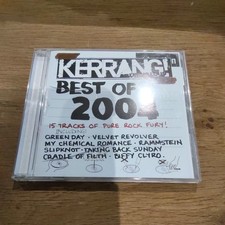 KERRANG!
BEST OF
2004
15 TRACKS OF PURE ROCK FURY!
INCLUDING
GREEN DAY · VELVET REVOLVER
MY CHEMICAL ROMANCE · RAMMSTEIN
SLIPKNOT · TAKING BACK SUNDAY
CRADLE OF FILTH · BIFFY CLYRO.